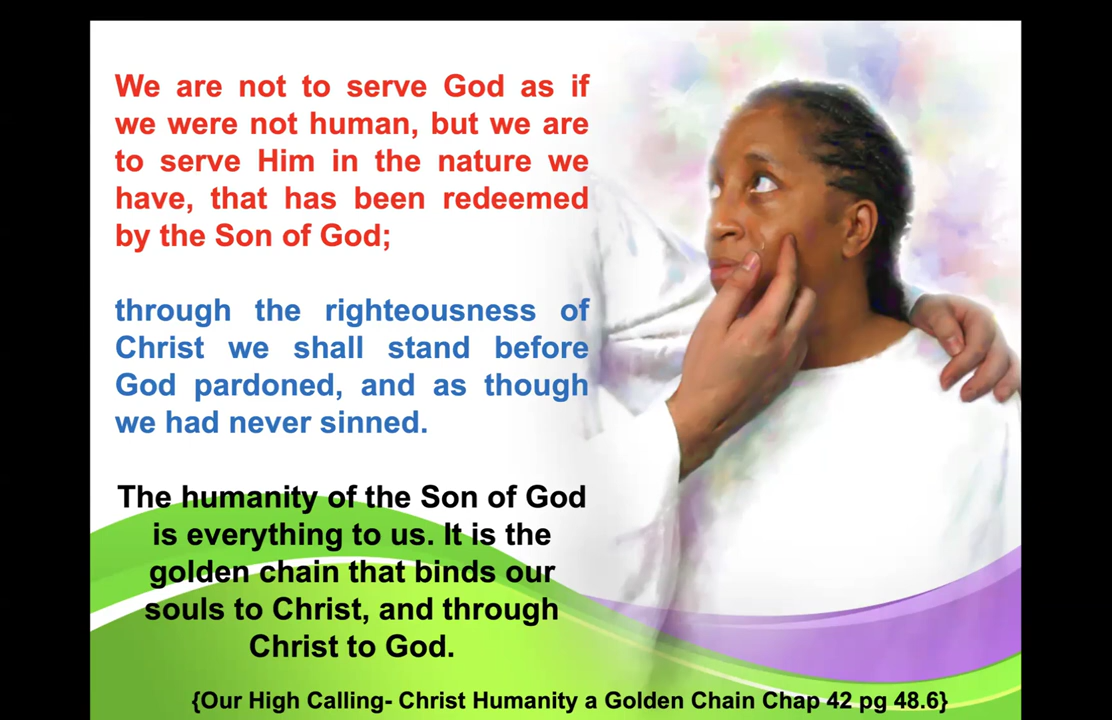 We are not to serve God as if
we were not human, but we are
to serve Him in the nature we
have, that has been redeemed
by the Son of God;
through the righteousness of
Christ we shall stand before
God pardoned, and as though
we had never sinned.
The humanity of the Son of God
is everything to us. It is the
golden chain that binds our
souls to Christ, and through
Christ to God.
{Our High Calling- Christ Humanity a Golden Chain Chap 42 pg 48.6}